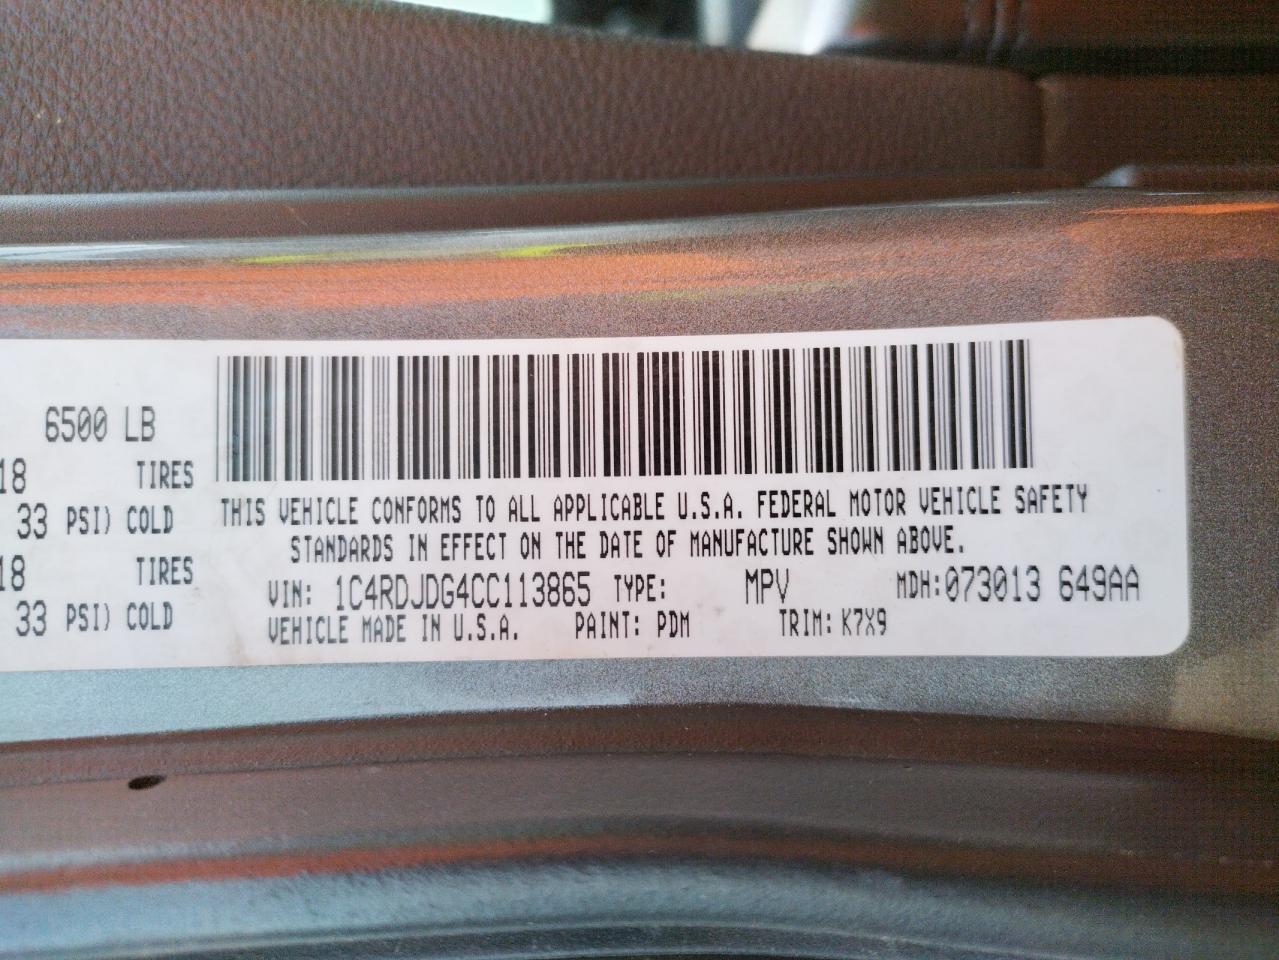 6500 LB
18 TIRES
33 PSI) COLD
18 TIRES
33 PSI) COLD
THIS VEHICLE CONFORMS TO ALL APPLICABLE U.S.A. FEDERAL MOTOR VEHICLE SAFETY
STANDARDS IN EFFECT ON THE DATE OF MANUFACTURE SHOWN ABOVE.
VIN: 1C4RDJDG4CC113865 TYPE: MPV MDH:073013 649AA
VEHICLE MADE IN U.S.A. PAINT: PDM TRIM: K7X9